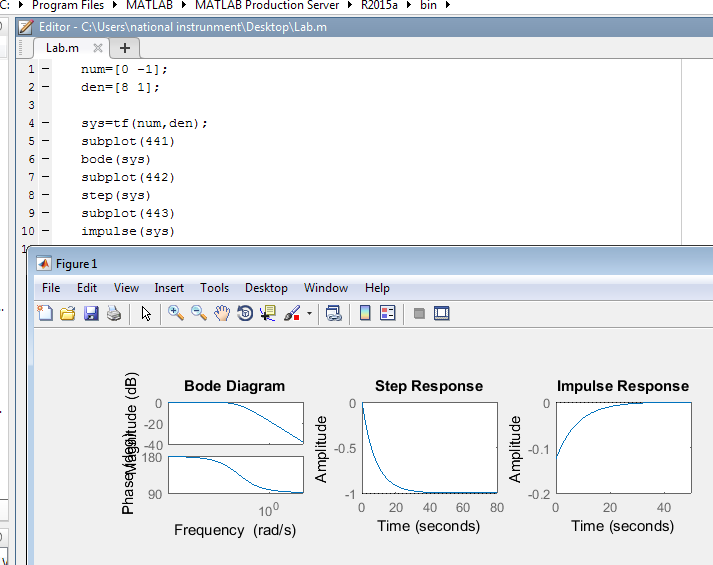 C: ▸ Program Files ▸ MATLAB ▸ MATLAB Production Server ▸ R2015a ▸ bin ▸
Editor - C:\Users\national instrunment\Desktop\Lab.m
Lab.m
1 – num=[0 -1];
2 – den=[8 1];
3
4 – sys=tf(num,den);
5 – subplot(441)
6 – bode(sys)
7 – subplot(442)
8 – step(sys)
9 – subplot(443)
10 – impulse(sys)
Figure 1
File Edit View Insert Tools Desktop Window Help
Bode Diagram
Magnitude (dB)
0
-20
-40
Phase (deg)
180
90
10^0
Frequency (rad/s)
Step Response
Amplitude
0
-0.5
-1
0 20 40 60 80
Time (seconds)
Impulse Response
Amplitude
0
-0.1
-0.2
0 20 40
Time (seconds)